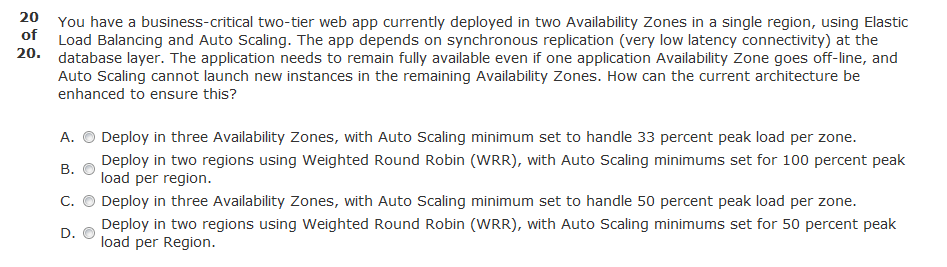 20 of 20.
You have a business-critical two-tier web app currently deployed in two Availability Zones in a single region, using Elastic
Load Balancing and Auto Scaling. The app depends on synchronous replication (very low latency connectivity) at the
database layer. The application needs to remain fully available even if one application Availability Zone goes off-line, and
Auto Scaling cannot launch new instances in the remaining Availability Zones. How can the current architecture be
enhanced to ensure this?
A. Deploy in three Availability Zones, with Auto Scaling minimum set to handle 33 percent peak load per zone.
B. Deploy in two regions using Weighted Round Robin (WRR), with Auto Scaling minimums set for 100 percent peak
load per region.
C. Deploy in three Availability Zones, with Auto Scaling minimum set to handle 50 percent peak load per zone.
D. Deploy in two regions using Weighted Round Robin (WRR), with Auto Scaling minimums set for 50 percent peak
load per Region.